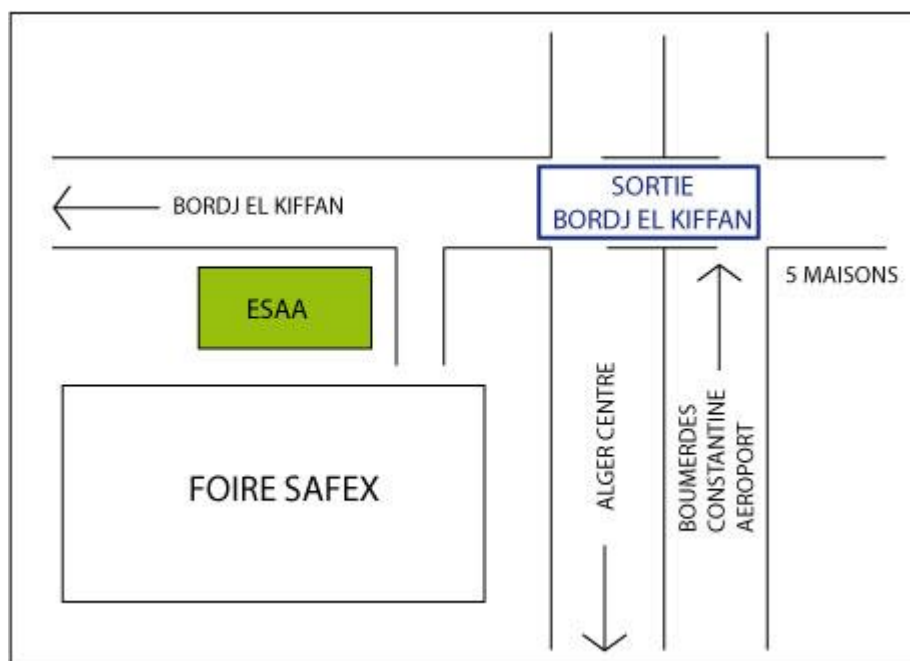 SORTIE
BORDJ EL KIFFAN
BORDJ EL KIFFAN
5 MAISONS
ESAA
FOIRE SAFEX
ALGER CENTRE
BOUMERDES
CONSTANTINE
AEROPORT